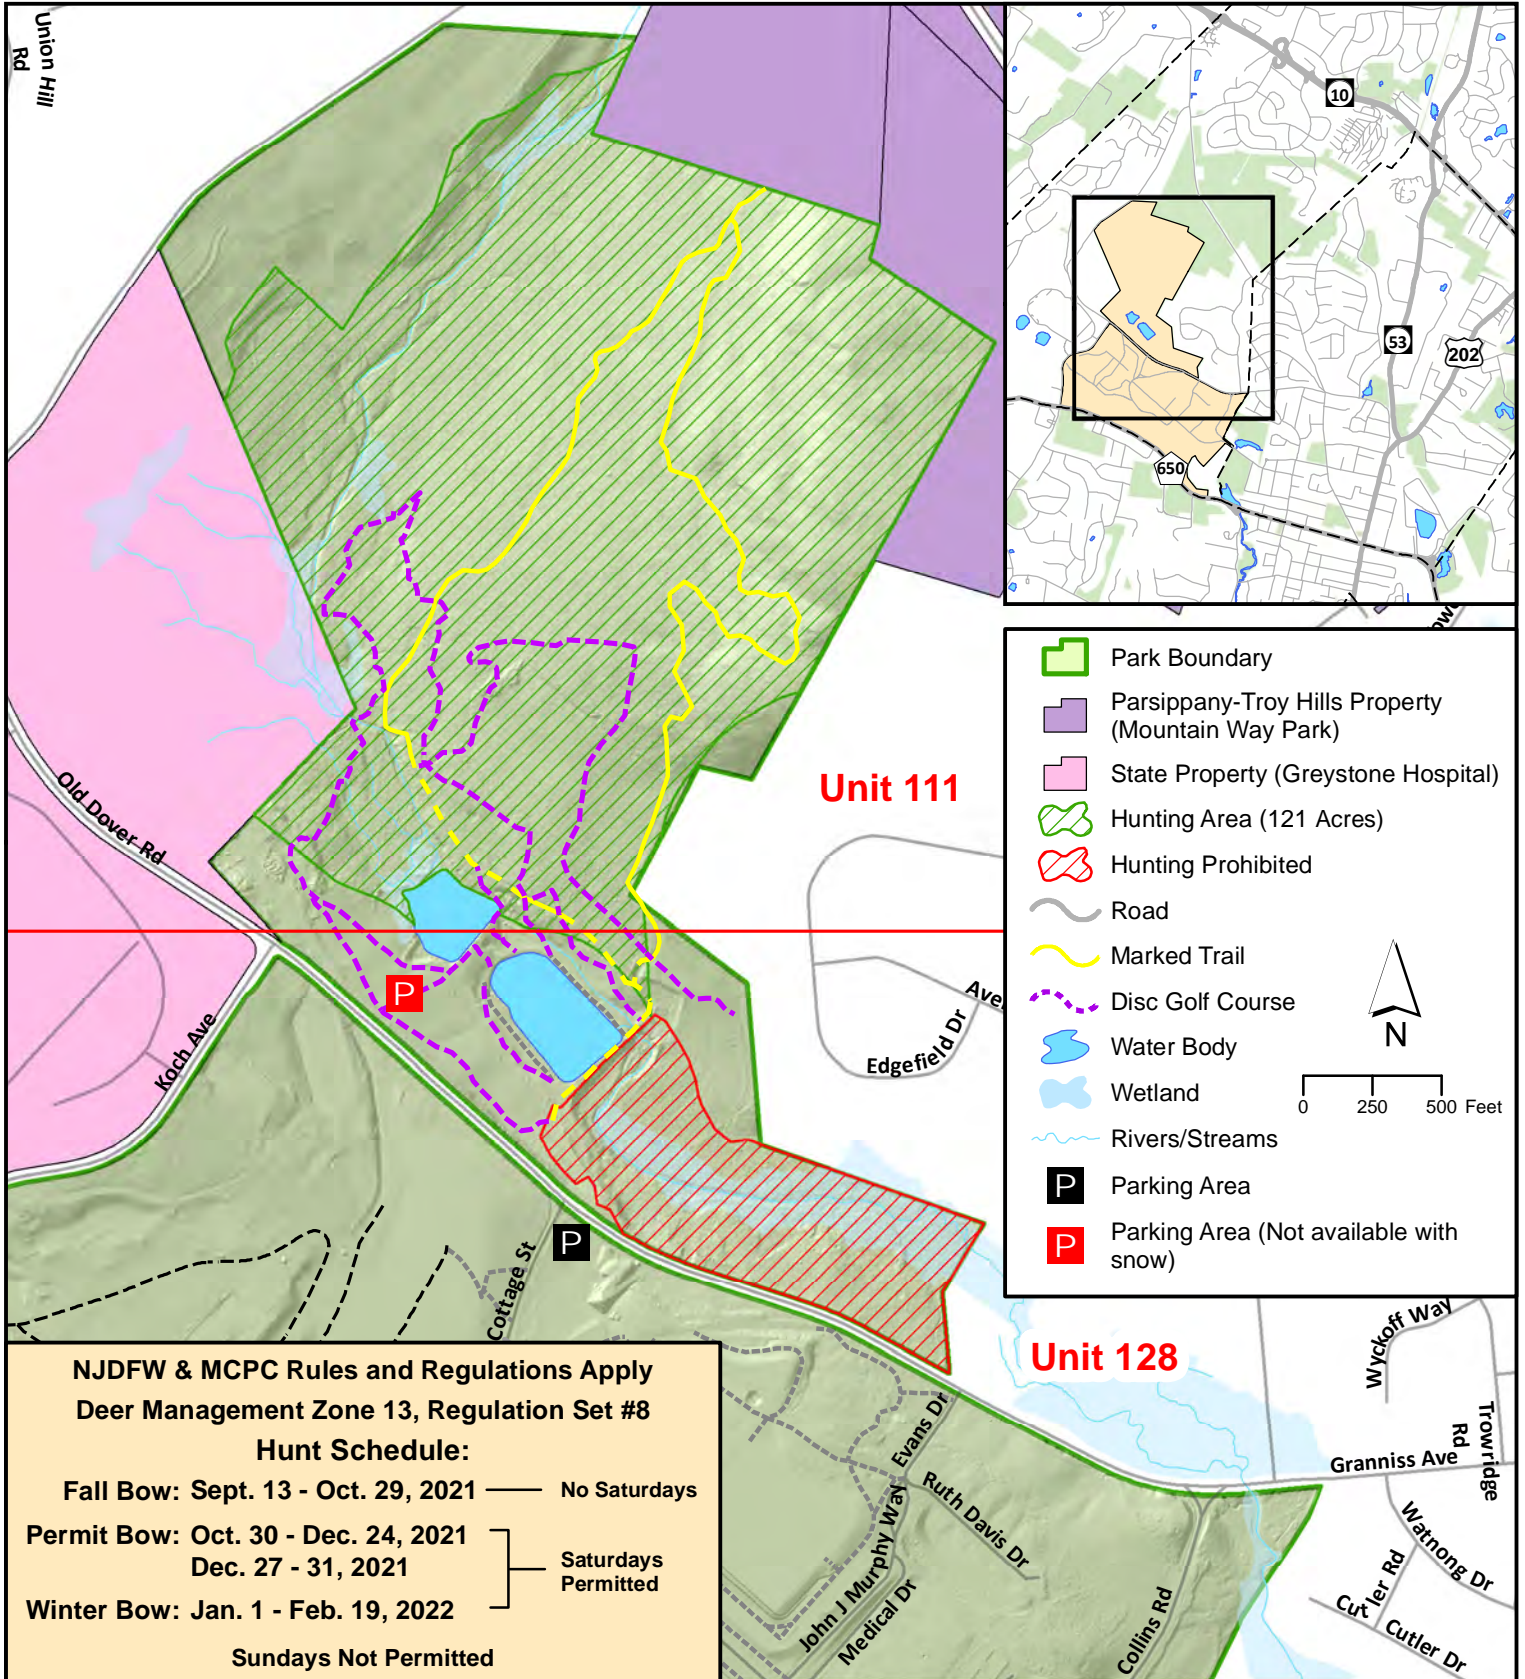 Union Hill
Rd
10
53
202
650
Park Boundary
Parsippany-Troy Hills Property
(Mountain Way Park)
State Property (Greystone Hospital)
Hunting Area (121 Acres)
Hunting Prohibited
Road
Marked Trail
Disc Golf Course
Water Body
Wetland
Rivers/Streams
P Parking Area
P Parking Area (Not available with
snow)
N
0 250 500 Feet
Unit 111
Old Dover Rd
P
Koch Ave
Edgefield Dr
P
Cottage St
Unit 128
Wyckoff Way
Trowridge
Rd
Granniss Ave
Watnong Dr
Cutler Rd
Cutler Dr
Evans Dr
Ruth Davis Dr
John J Murphy Way
Medical Dr
Collins Rd
NJDFW & MCPC Rules and Regulations Apply
Deer Management Zone 13, Regulation Set #8
Hunt Schedule:
Fall Bow: Sept. 13 - Oct. 29, 2021 No Saturdays
Permit Bow: Oct. 30 - Dec. 24, 2021
Dec. 27 - 31, 2021
Saturdays
Permitted
Winter Bow: Jan. 1 - Feb. 19, 2022
Sundays Not Permitted